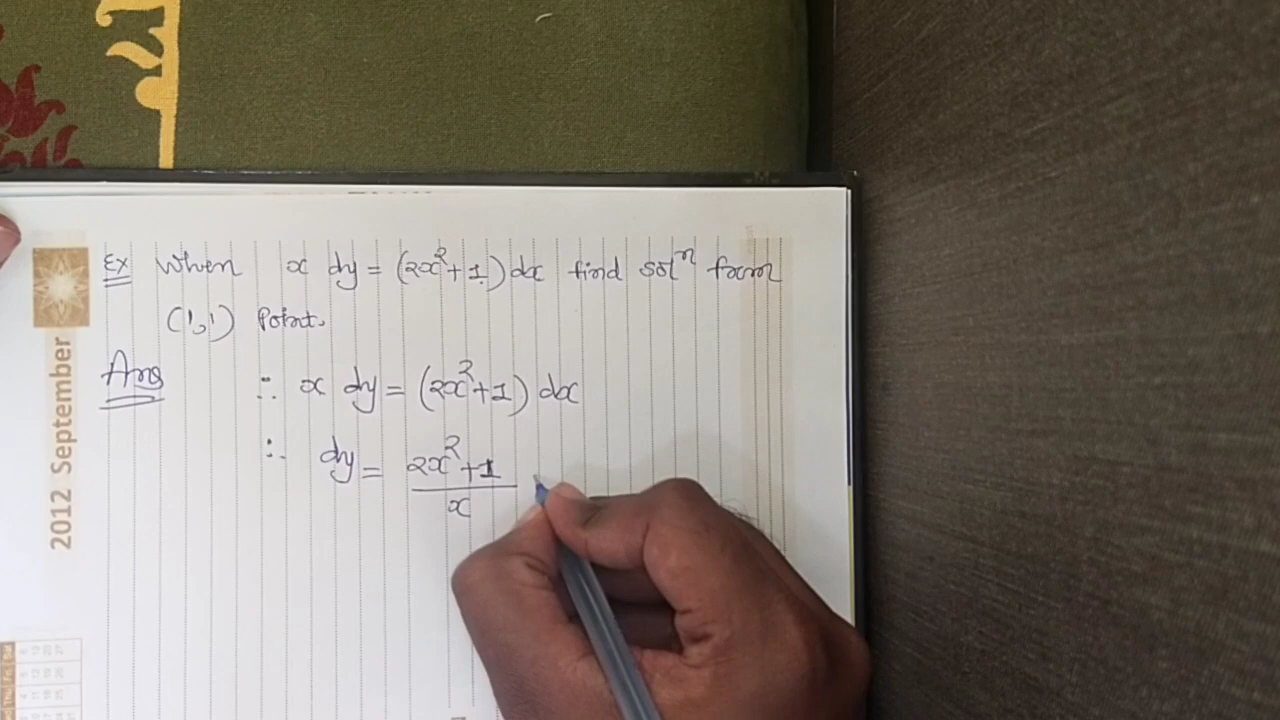 Ex When x dy = (2x²+1) dx find solⁿ from
(1,1) Point.
Ans ∴ x dy = (2x²+1) dx
∴ dy = 2x²+1 / x
2012 September